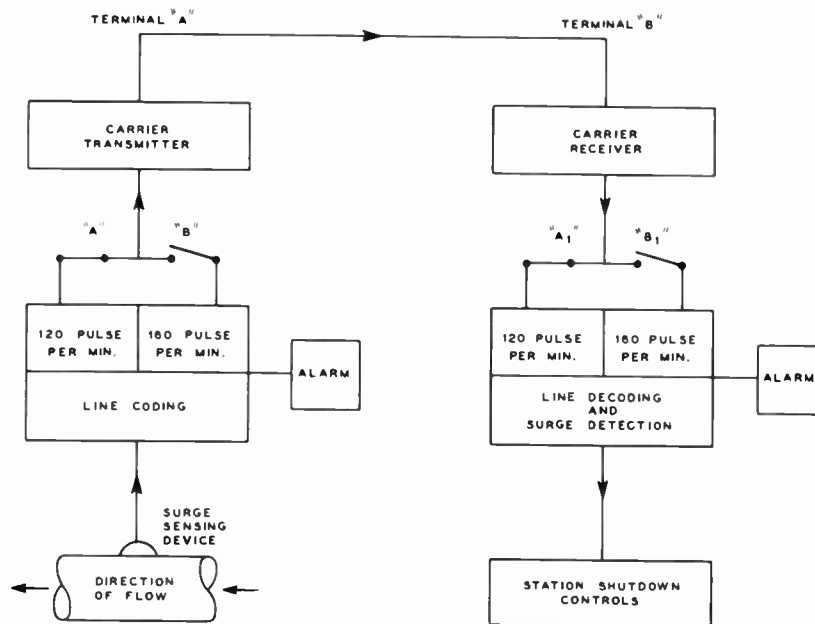 TERMINAL "A"
TERMINAL "B"
CARRIER
TRANSMITTER
CARRIER
RECEIVER
"A"
"B"
"A1"
"B1"
120 PULSE
PER MIN.
160 PULSE
PER MIN.
LINE CODING
ALARM
120 PULSE
PER MIN.
160 PULSE
PER MIN.
LINE DECODING
AND
SURGE DETECTION
ALARM
SURGE
SENSING
DEVICE
DIRECTION
OF FLOW
STATION SHUTDOWN
CONTROLS